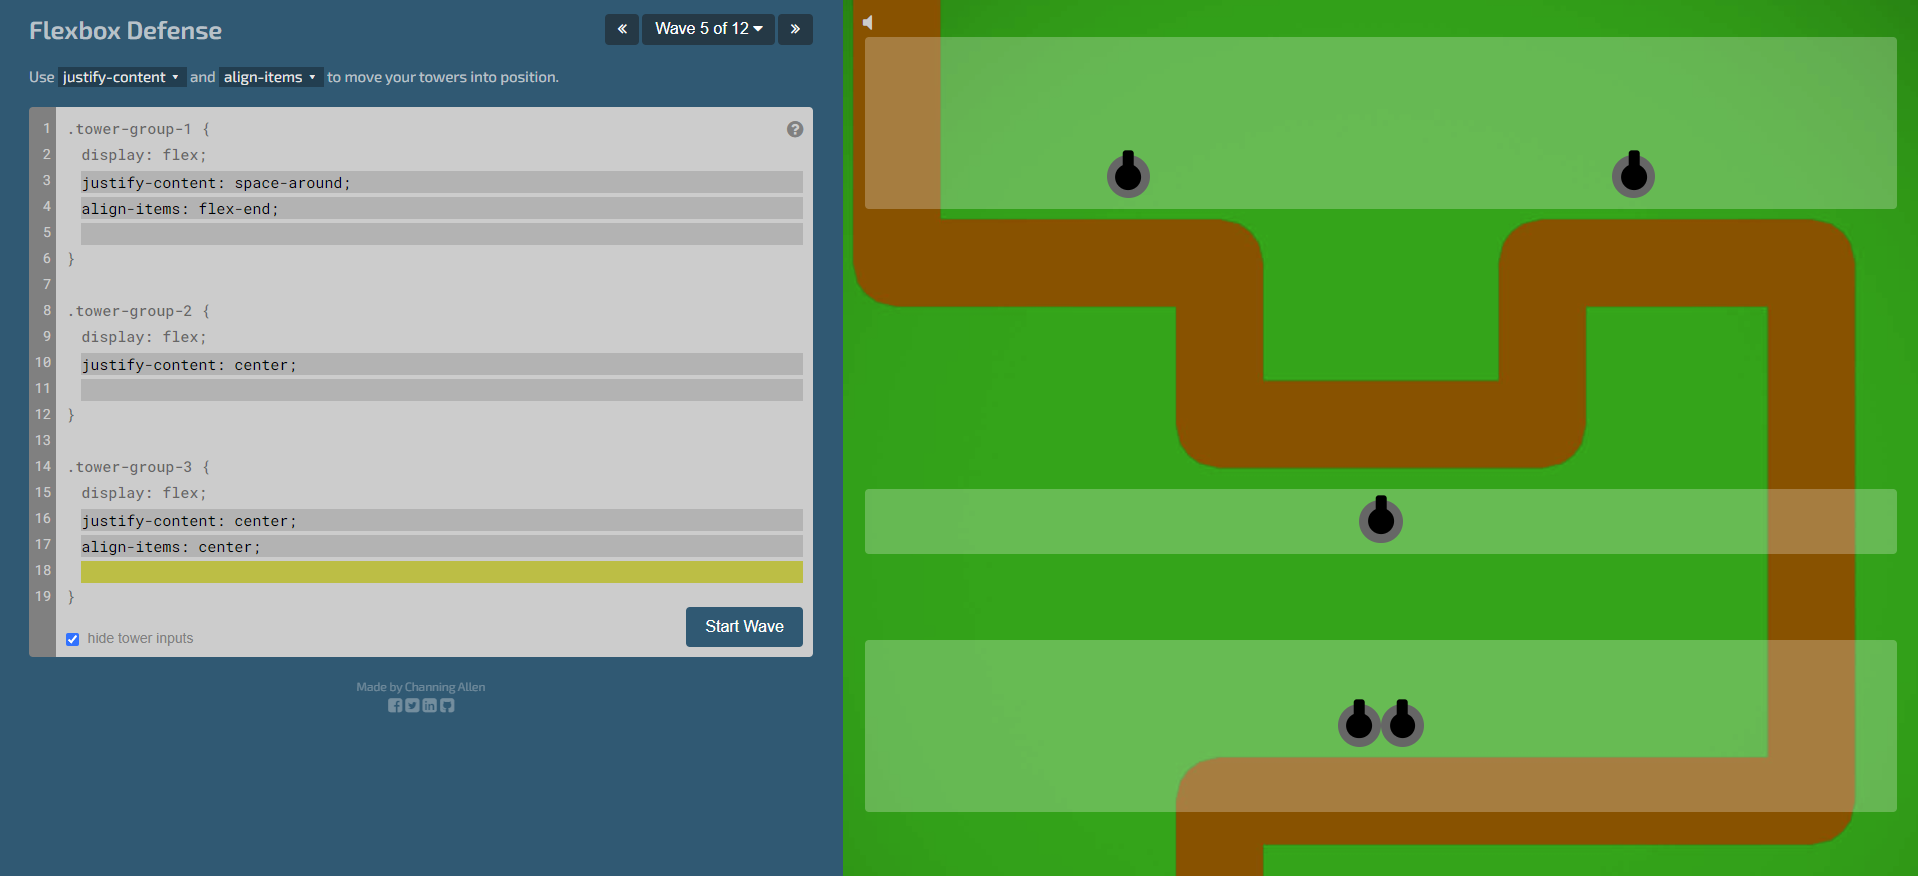 Flexbox Defense
« Wave 5 of 12 »
Use justify-content and align-items to move your towers into position.
1 .tower-group-1 {
2 display: flex;
3 justify-content: space-around;
4 align-items: flex-end;
5
6 }
7
8 .tower-group-2 {
9 display: flex;
10 justify-content: center;
11
12 }
13
14 .tower-group-3 {
15 display: flex;
16 justify-content: center;
17 align-items: center;
18
19 }
?
hide tower inputs
Start Wave
Made by Channing Allen